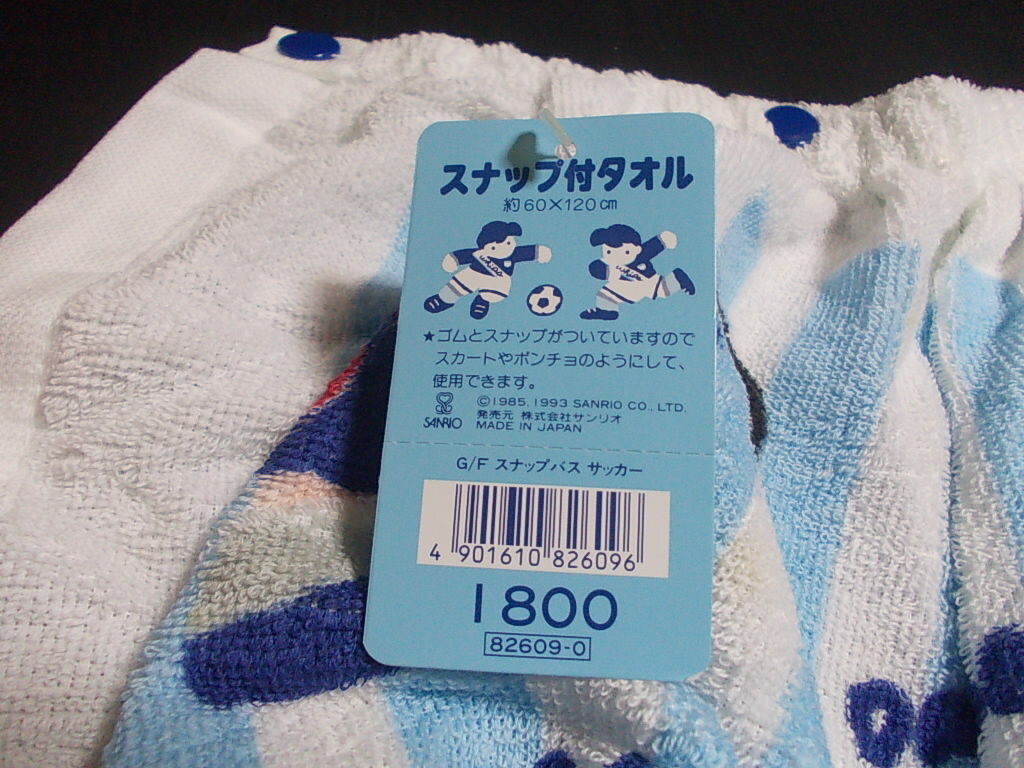 スナップ付タオル
約60×120cm
★ゴムとスナップがついていますので
スカートやポンチョのようにして、
使用できます。
©1985, 1993 SANRIO CO., LTD.
発売元 株式会社サンリオ
SANRIO MADE IN JAPAN
G/F スナップバス サッカー
4 901610 826096
1800
82609-0